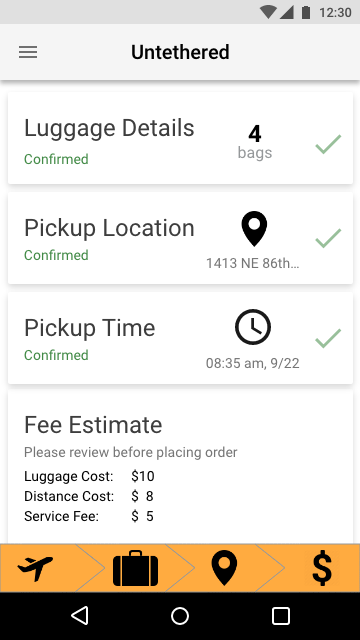 12:30
Untethered
Luggage Details
4
bags
Confirmed
Pickup Location
Confirmed
1413 NE 86th...
Pickup Time
Confirmed
08:35 am, 9/22
Fee Estimate
Please review before placing order
Luggage Cost: $10
Distance Cost: $ 8
Service Fee: $ 5
$